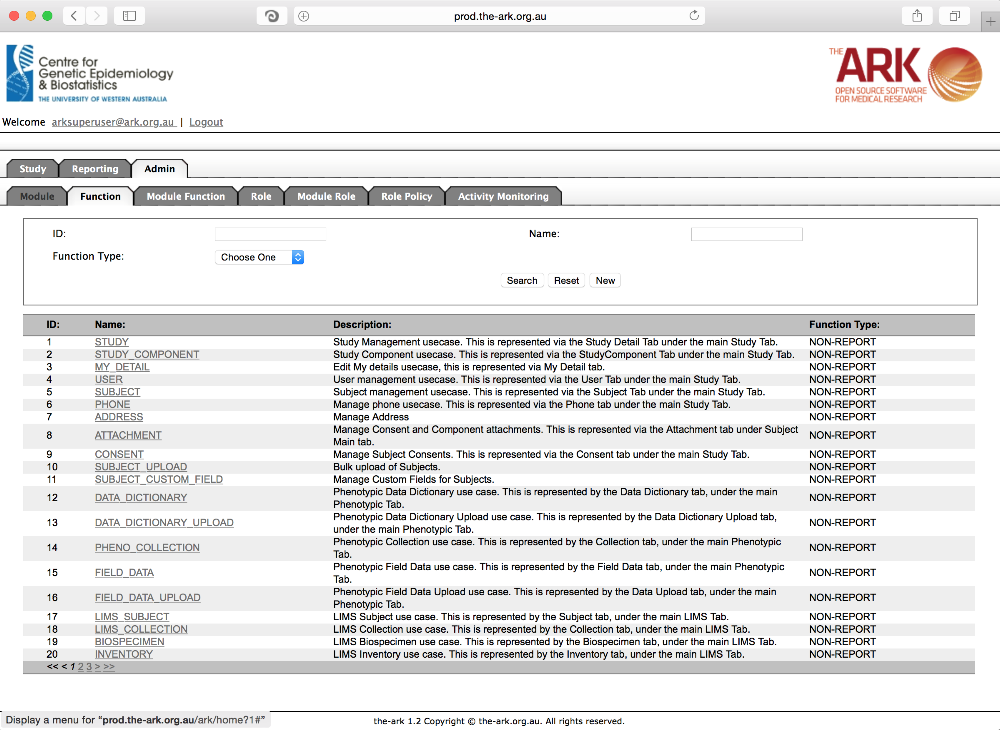 prod.the-ark.org.au
Centre for
Genetic Epidemiology
& Biostatistics
THE UNIVERSITY OF WESTERN AUSTRALIA
THE ARK
OPEN SOURCE SOFTWARE
FOR MEDICAL RESEARCH
Welcome arksuperuser@ark.org.au | Logout
Study Reporting Admin
Module Function Module Function Role Module Role Role Policy Activity Monitoring
ID: Name:
Function Type: Choose One
Search Reset New
ID: Name: Description: Function Type:
1 STUDY Study Management usecase. This is represented via the Study Detail Tab under the main Study Tab. NON-REPORT
2 STUDY_COMPONENT Study Component usecase. This is represented via the StudyComponent Tab under the main Study Tab. NON-REPORT
3 MY_DETAIL Edit My details usecase, this is represented via My Detail tab. NON-REPORT
4 USER User management usecase. This is represented via the User Tab under the main Study Tab. NON-REPORT
5 SUBJECT Subject management usecase. This is represented via the Subject Tab under the main Study Tab. NON-REPORT
6 PHONE Manage phone usecase. This is represented via the Phone tab under the main Study Tab. NON-REPORT
7 ADDRESS Manage Address NON-REPORT
8 ATTACHMENT Manage Consent and Component attachments. This is represented via the Attachment tab under Subject
Main tab. NON-REPORT
9 CONSENT Manage Subject Consents. This is represented via the Consent tab under the main Study Tab. NON-REPORT
10 SUBJECT_UPLOAD Bulk upload of Subjects. NON-REPORT
11 SUBJECT_CUSTOM_FIELD Manage Custom Fields for Subjects. NON-REPORT
12 DATA_DICTIONARY Phenotypic Data Dictionary use case. This is represented by the Data Dictionary tab, under the main
Phenotypic Tab. NON-REPORT
13 DATA_DICTIONARY_UPLOAD Phenotypic Data Dictionary Upload use case. This is represented by the Data Dictionary Upload tab,
under the main Phenotypic Tab. NON-REPORT
14 PHENO_COLLECTION Phenotypic Collection use case. This is represented by the Collection tab, under the main Phenotypic
Tab. NON-REPORT
15 FIELD_DATA Phenotypic Field Data use case. This is represented by the Field Data tab, under the main Phenotypic
Tab. NON-REPORT
16 FIELD_DATA_UPLOAD Phenotypic Field Data Upload use case. This is represented by the Data Upload tab, under the main
Phenotypic Tab. NON-REPORT
17 LIMS_SUBJECT LIMS Subject use case. This is represented by the Subject tab, under the main LIMS Tab. NON-REPORT
18 LIMS_COLLECTION LIMS Collection use case. This is represented by the Collection tab, under the main LIMS Tab. NON-REPORT
19 BIOSPECIMEN LIMS Biospecimen use case. This is represented by the Biospecimen tab, under the main LIMS Tab. NON-REPORT
20 INVENTORY LIMS Inventory use case. This is represented by the Inventory tab, under the main LIMS Tab. NON-REPORT
<< < 1 2 3 > >>
Display a menu for “prod.the-ark.org.au/ark/home?1#”
the-ark 1.2 Copyright © the-ark.org.au. All rights reserved.